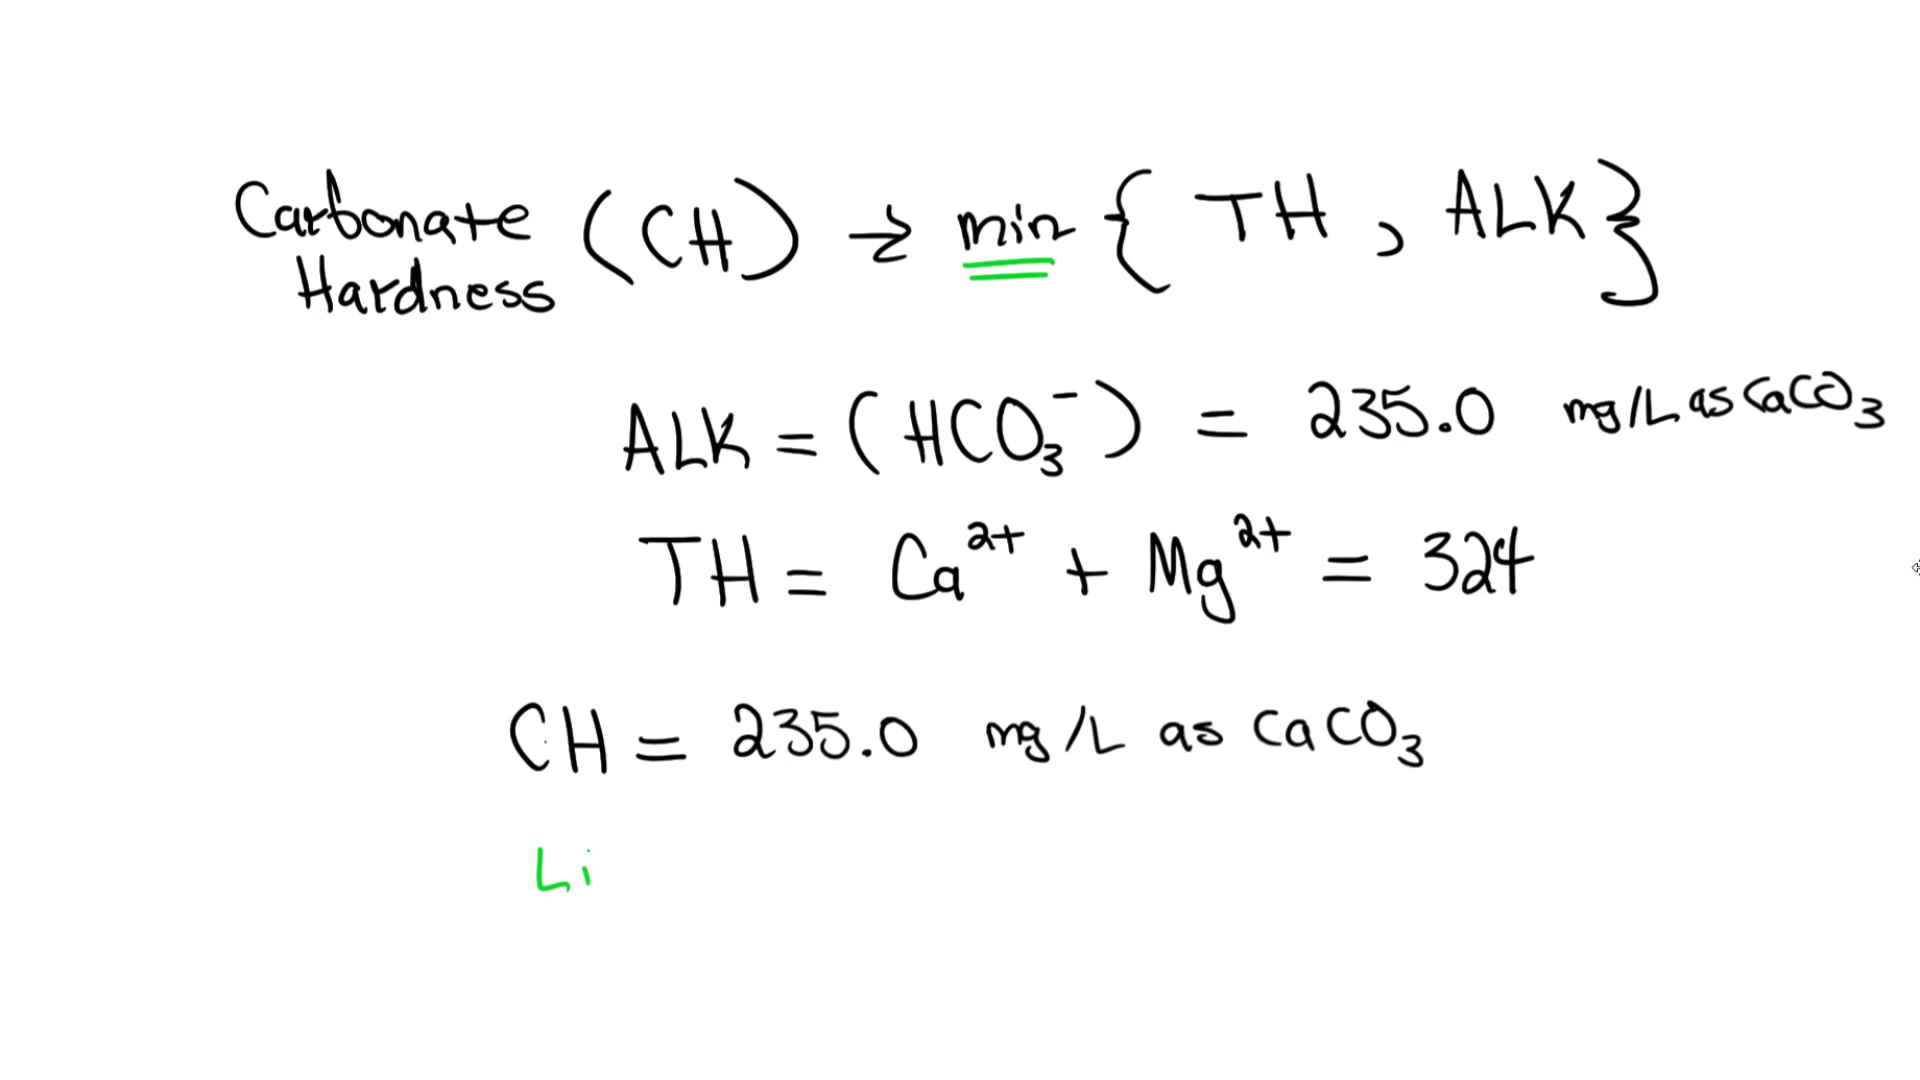 Carbonate Hardness (CH) → min { TH , ALK }
ALK = (HCO₃⁻) = 235.0 mg/L as CaCO₃
TH = Ca²⁺ + Mg²⁺ = 324
CH = 235.0 mg/L as CaCO₃
Li